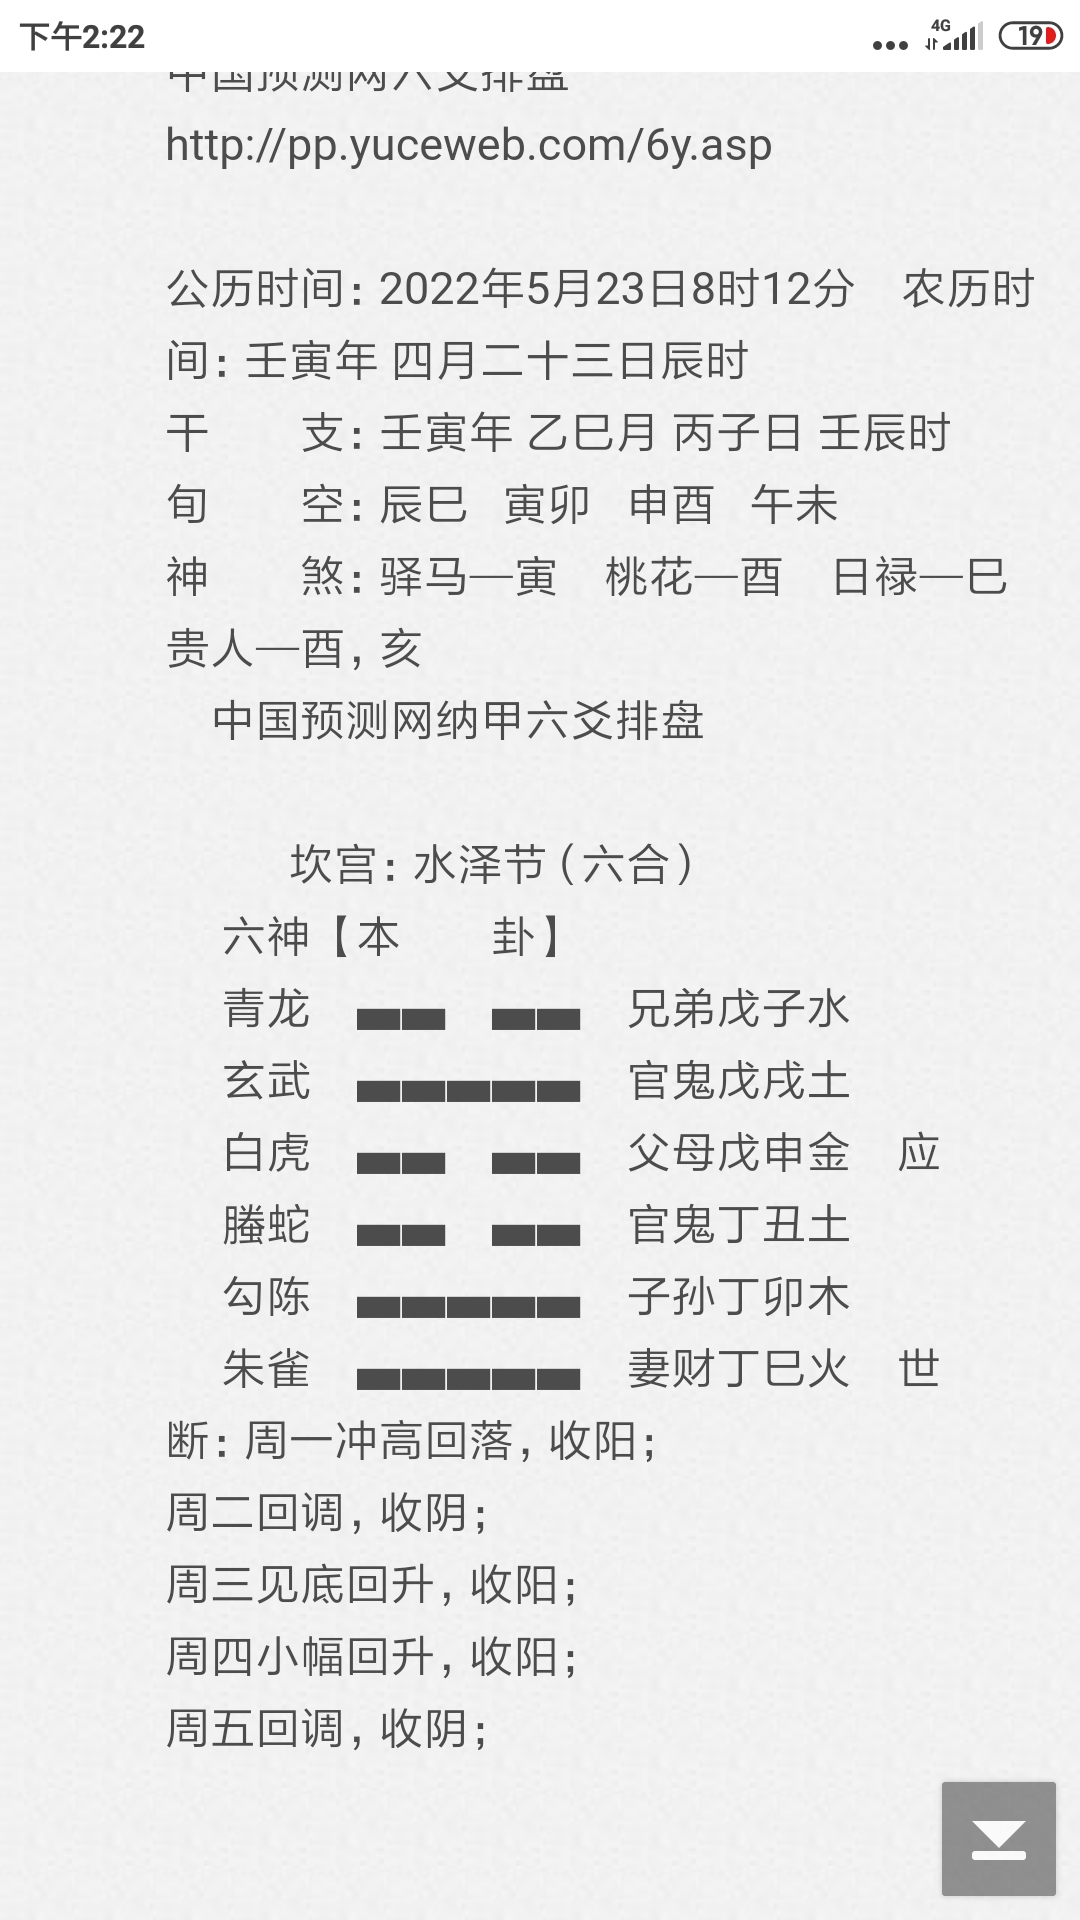 下午2:22
4G
19
中国预测网六爻排盘
http://pp.yuceweb.com/6y.asp
公历时间：2022年5月23日8时12分　农历时
间：壬寅年 四月二十三日辰时
干　　支：壬寅年 乙巳月 丙子日 壬辰时
旬　　空：辰巳　寅卯　申酉　午未
神　　煞：驿马—寅　桃花—酉　日禄—巳
贵人—酉，亥
中国预测网纳甲六爻排盘
坎宫：水泽节（六合）
六神【本　　卦】
青龙　兄弟戊子水
玄武　官鬼戊戌土
白虎　父母戊申金　应
螣蛇　官鬼丁丑土
勾陈　子孙丁卯木
朱雀　妻财丁巳火　世
断：周一冲高回落，收阳；
周二回调，收阴；
周三见底回升，收阳；
周四小幅回升，收阳；
周五回调，收阴；